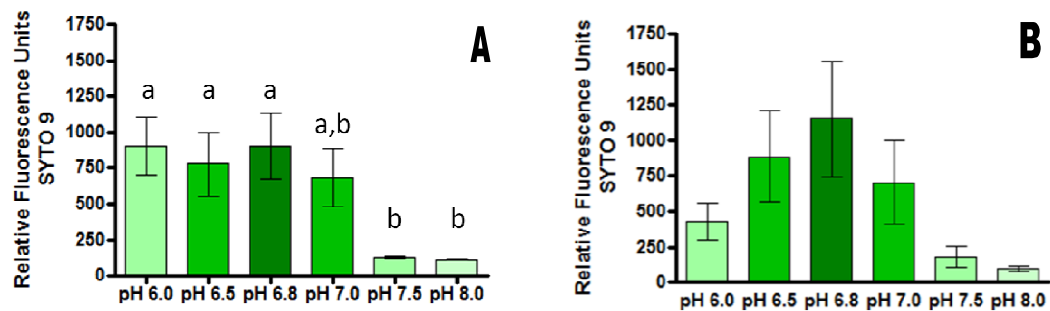 A
Relative Fluorescence Units
SYTO 9
1750
1500
1250
1000
750
500
250
0
a
a
a
a,b
b
b
pH 6.0
pH 6.5
pH 6.8
pH 7.0
pH 7.5
pH 8.0
B
Relative Fluorescence Units
SYTO 9
1750
1500
1250
1000
750
500
250
0
pH 6.0
pH 6.5
pH 6.8
pH 7.0
pH 7.5
pH 8.0